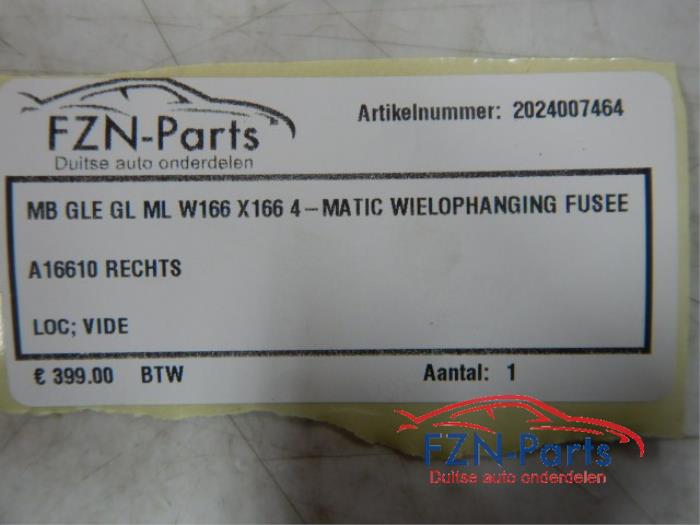 FZN-Parts
Duitse auto onderdelen
Artikelnummer: 2024007464
MB GLE GL ML W166 X166 4-MATIC WIELOPHANGING FUSEE
A16610 RECHTS
LOC; VIDE
€ 399.00 BTW
Aantal: 1
FZN-Parts
Duitse auto onderdelen